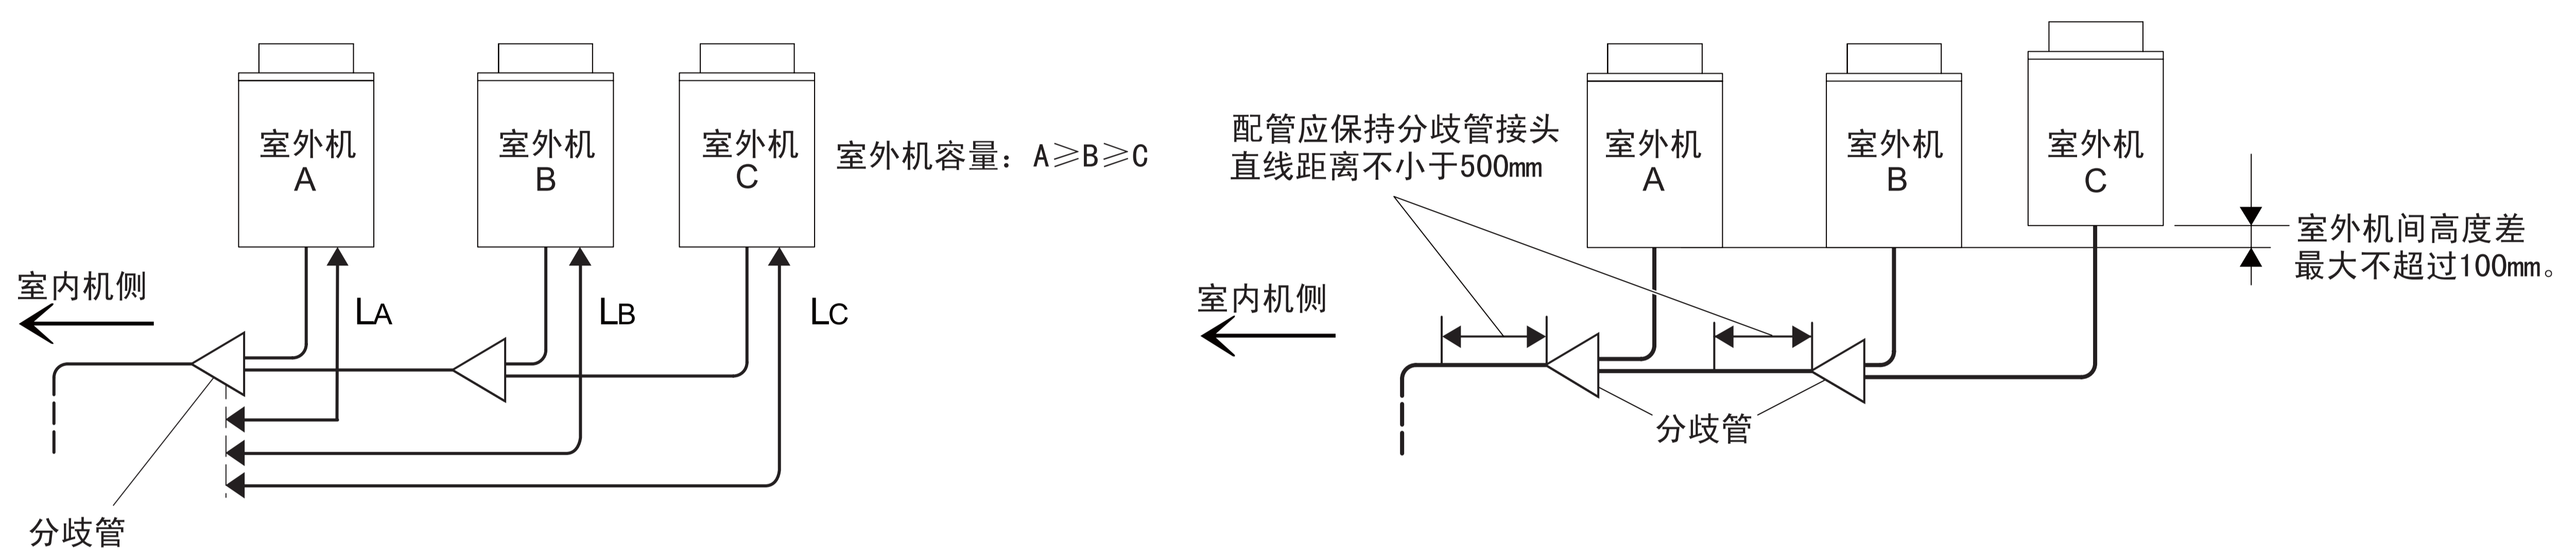 室外机
A
室外机
B
室外机
C
室外机容量：A≥B≥C
室内机侧
LA
LB
LC
分歧管
配管应保持分歧管接头
直线距离不小于500mm
室外机
A
室外机
B
室外机
C
室外机间高度差
最大不超过100mm。
室内机侧
分歧管